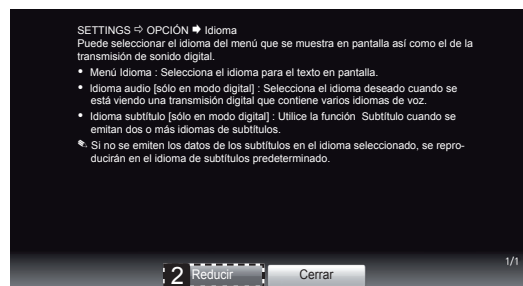 SETTINGS ⇨ OPCIÓN ➡ Idioma
Puede seleccionar el idioma del menú que se muestra en pantalla así como el de la
transmisión de sonido digital.
• Menú Idioma : Selecciona el idioma para el texto en pantalla.
• Idioma audio [sólo en modo digital] : Selecciona el idioma deseado cuando se
está viendo una transmisión digital que contiene varios idiomas de voz.
• Idioma subtítulo [sólo en modo digital] : Utilice la función Subtítulo cuando se
emitan dos o más idiomas de subtítulos.
✎ Si no se emiten los datos de los subtítulos en el idioma seleccionado, se repro-
ducirán en el idioma de subtítulos predeterminado.
1/1
2 Reducir Cerrar